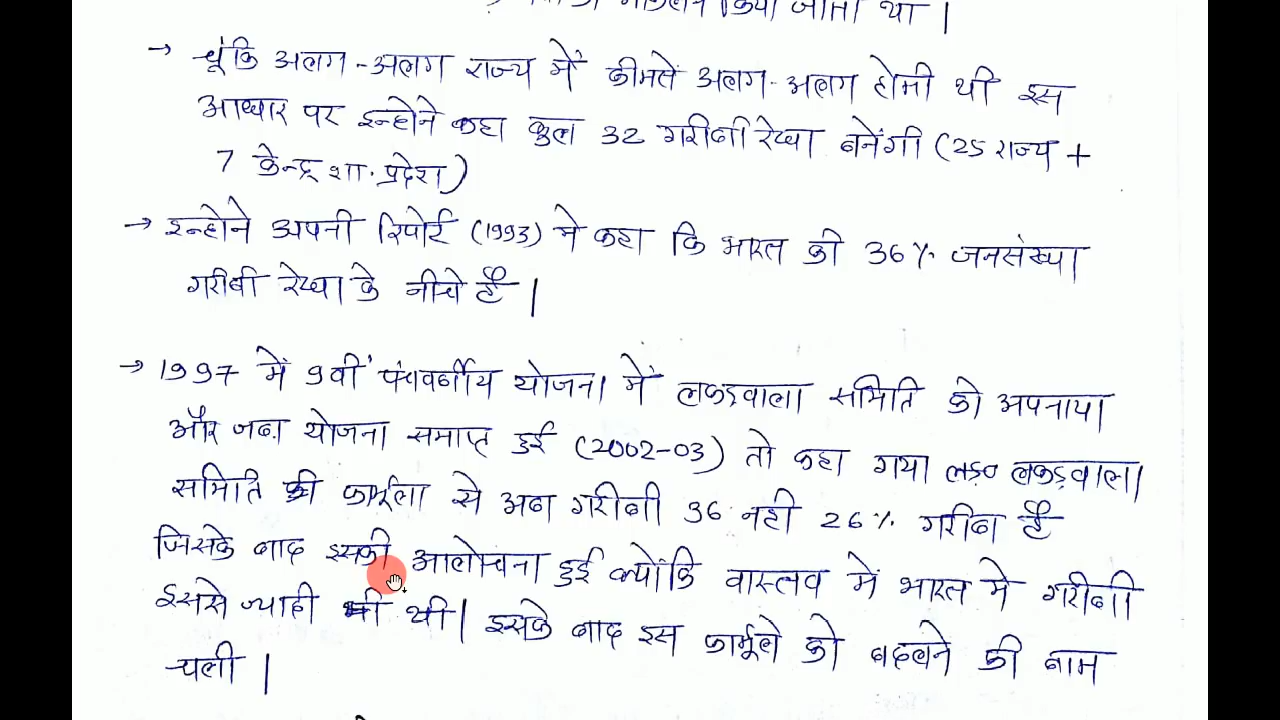 आकलन किया जाता था |
→ चूंकि अलग-अलग राज्य में कीमते अलग-अलग होगी थी इस
आधार पर इन्होने कहा कुल 32 गरीबी रेखा बनेंगी (25 राज्य +
7 केन्द्र शा. प्रदेश)
→ इन्होने अपनी रिपोर्ट (1993) मे कहा कि भारत की 36% जनसंख्या
गरीबी रेखा के नीचे है |
→ 1997 में 9वीं पंचवर्षीय योजना में लकड़वाला समिति को अपनाया
और जब योजना समाप्त हुई (2002-03) तो कहा गया लकड़वाला
समिति की फार्मूला से अब गरीबी 36 नही 26% गरीब है
जिसके बाद इसकी आलोचना हुई क्योंकि वास्तव में भारत मे गरीबी
इससे ज्यादी थी | इसके बाद इस फार्मूले को बदलने की बाम
चली |